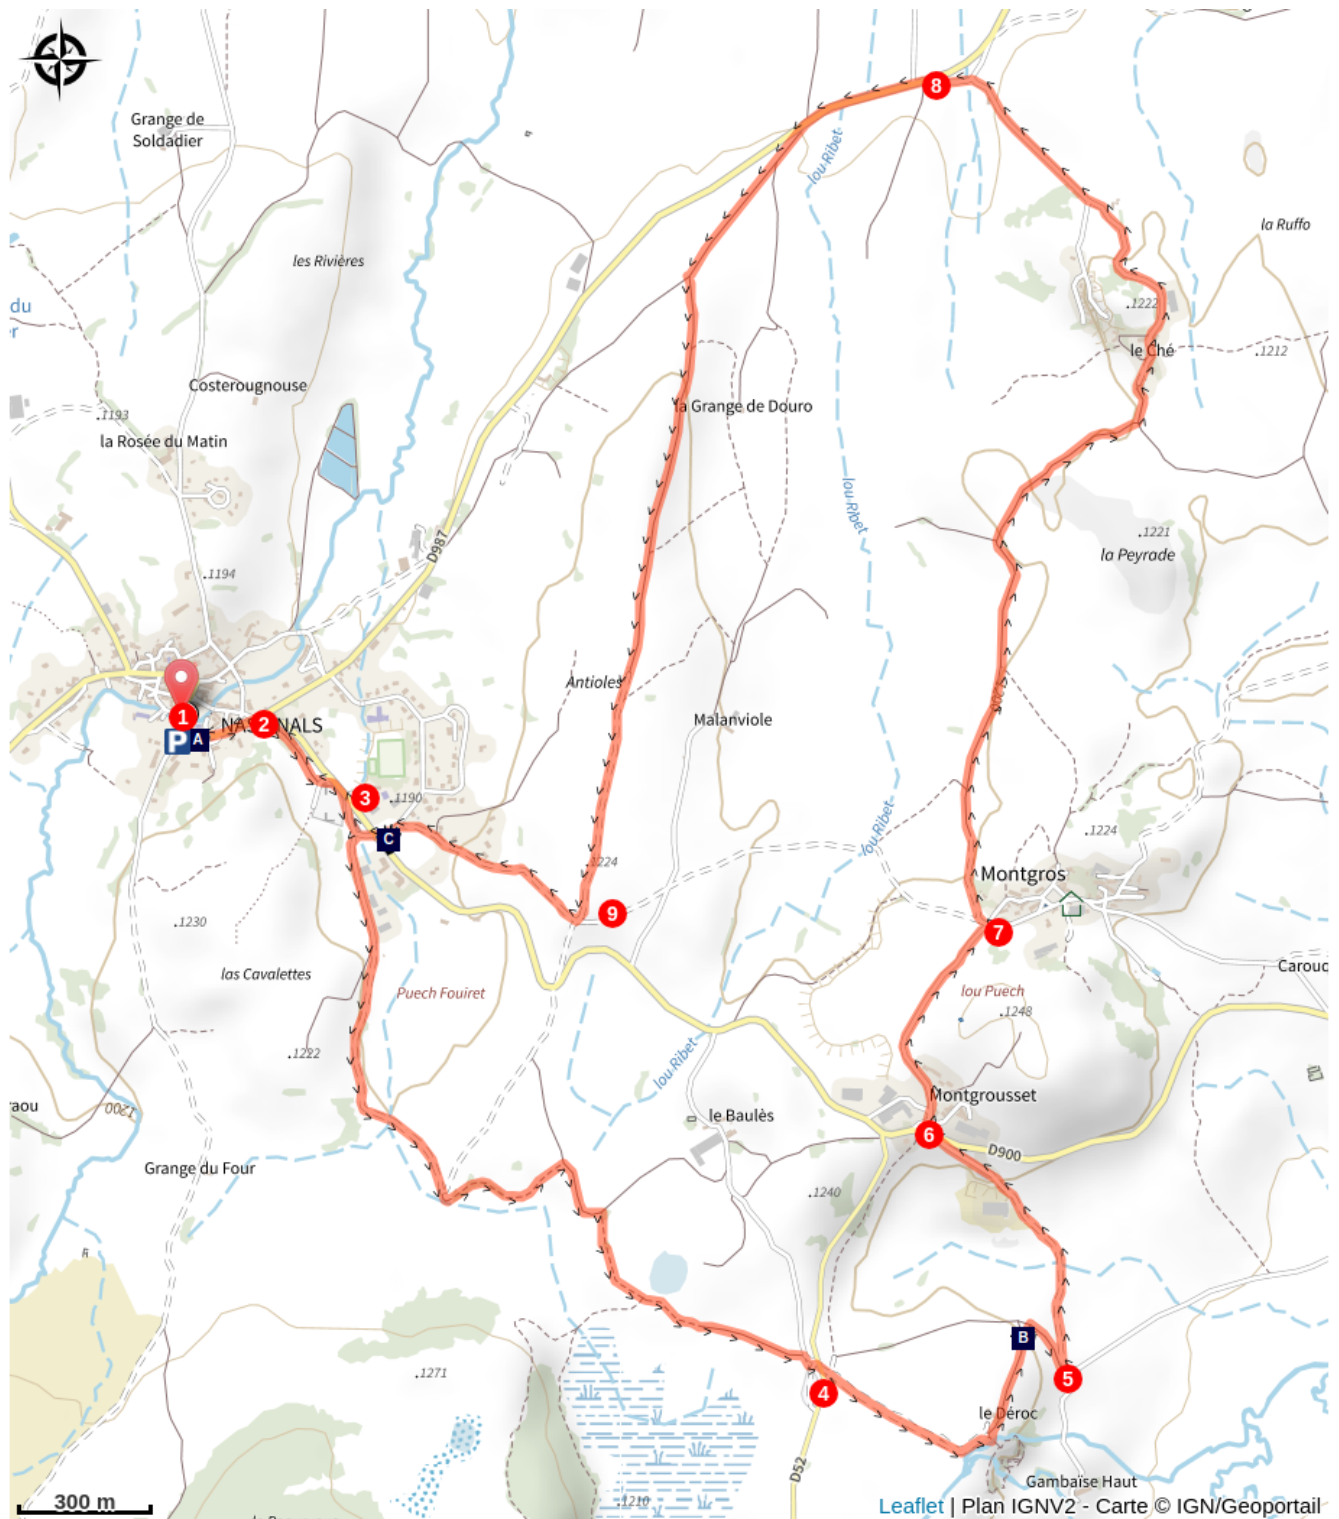 8
Grange de
Soldadier
lou Ribet
la Ruffo
les Rivières
du
r
.1222
le Ché
.1212
Costerougnouse
.1193
la Rosée du Matin
la Grange de Douro
lou Ribet
D987
.1221
la Peyrade
.1194
Antioles
1
2
NASBINALS
P
A
Malanviole
3
.1190
C
lou Ribet
.1224
.1224
Montgros
9
7
.1230
las Cavalettes
Puech Fouiret
lou Puech
.1248
Carouc
.1222
lou Ribet
raou
1200
le Baulès
Montgrousset
6
D900
Grange du Four
.1240
B
5
.1271
4
le Déroc
D52
Gambaïse Haut
.1210
300 m
Leaflet | Plan IGNV2 - Carte © IGN/Geoportail